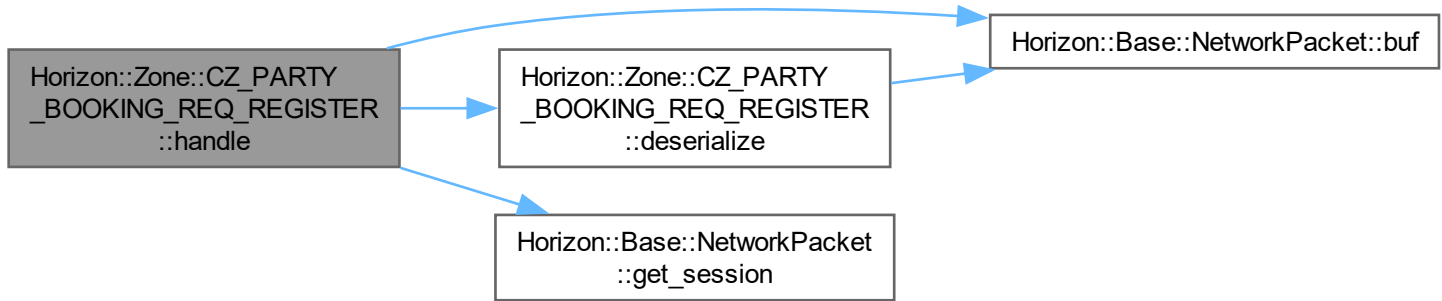 Horizon::Zone::CZ_PARTY
_BOOKING_REQ_REGISTER
::handle
Horizon::Zone::CZ_PARTY
_BOOKING_REQ_REGISTER
::deserialize
Horizon::Base::NetworkPacket::buf
Horizon::Base::NetworkPacket
::get_session